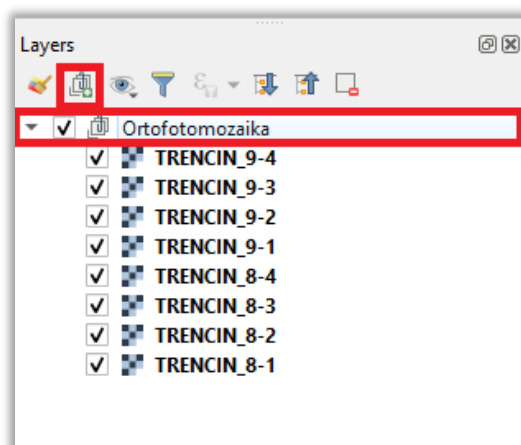 Layers
Ortofotomozaika
TRENCIN_9-4
TRENCIN_9-3
TRENCIN_9-2
TRENCIN_9-1
TRENCIN_8-4
TRENCIN_8-3
TRENCIN_8-2
TRENCIN_8-1